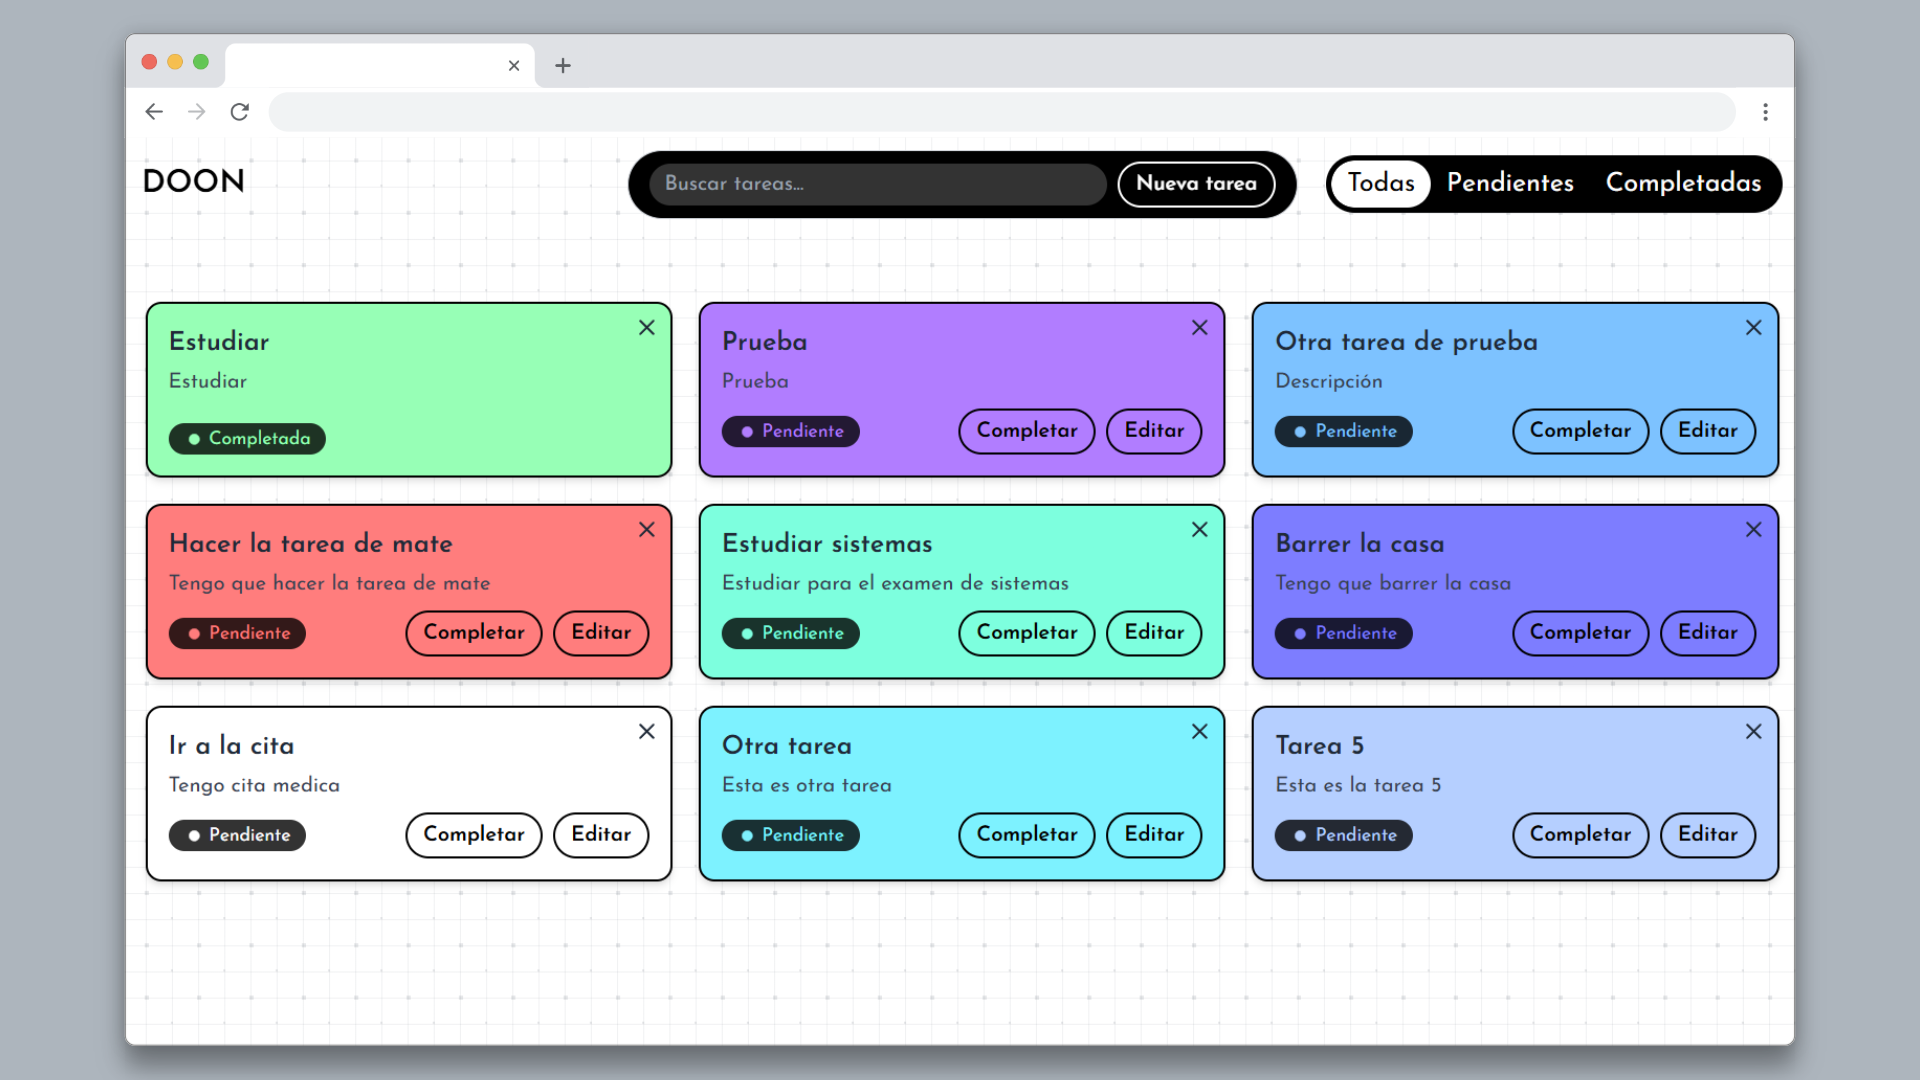 DOON
Buscar tareas...
Nueva tarea
Todas
Pendientes
Completadas
Estudiar
Estudiar
Completada
Prueba
Prueba
Pendiente
Completar
Editar
Otra tarea de prueba
Descripción
Pendiente
Completar
Editar
Hacer la tarea de mate
Tengo que hacer la tarea de mate
Pendiente
Completar
Editar
Estudiar sistemas
Estudiar para el examen de sistemas
Pendiente
Completar
Editar
Barrer la casa
Tengo que barrer la casa
Pendiente
Completar
Editar
Ir a la cita
Tengo cita medica
Pendiente
Completar
Editar
Otra tarea
Esta es otra tarea
Pendiente
Completar
Editar
Tarea 5
Esta es la tarea 5
Pendiente
Completar
Editar